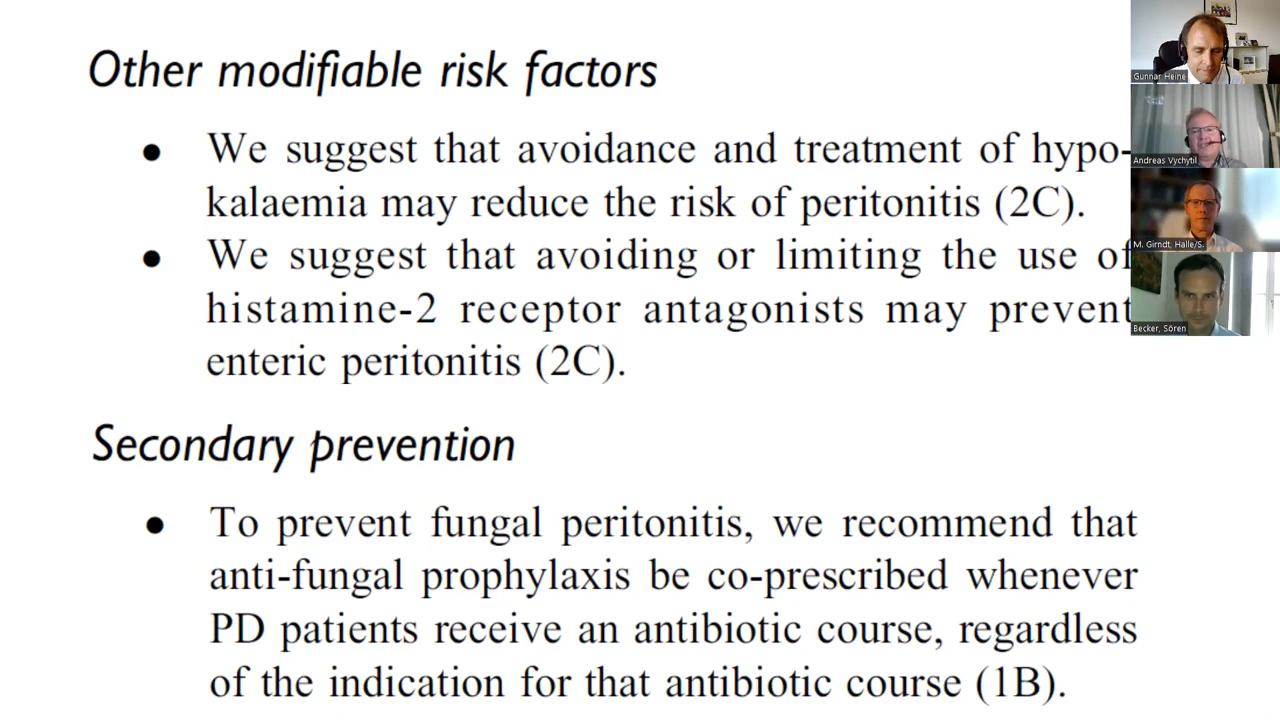 Other modifiable risk factors
• We suggest that avoidance and treatment of hypo-
kalaemia may reduce the risk of peritonitis (2C).
• We suggest that avoiding or limiting the use of
histamine-2 receptor antagonists may prevent
enteric peritonitis (2C).
Secondary prevention
• To prevent fungal peritonitis, we recommend that
anti-fungal prophylaxis be co-prescribed whenever
PD patients receive an antibiotic course, regardless
of the indication for that antibiotic course (1B).
Gunnar Heine
Andreas Vychytil
M. Girndt, Halle/S.
Becker, Sören